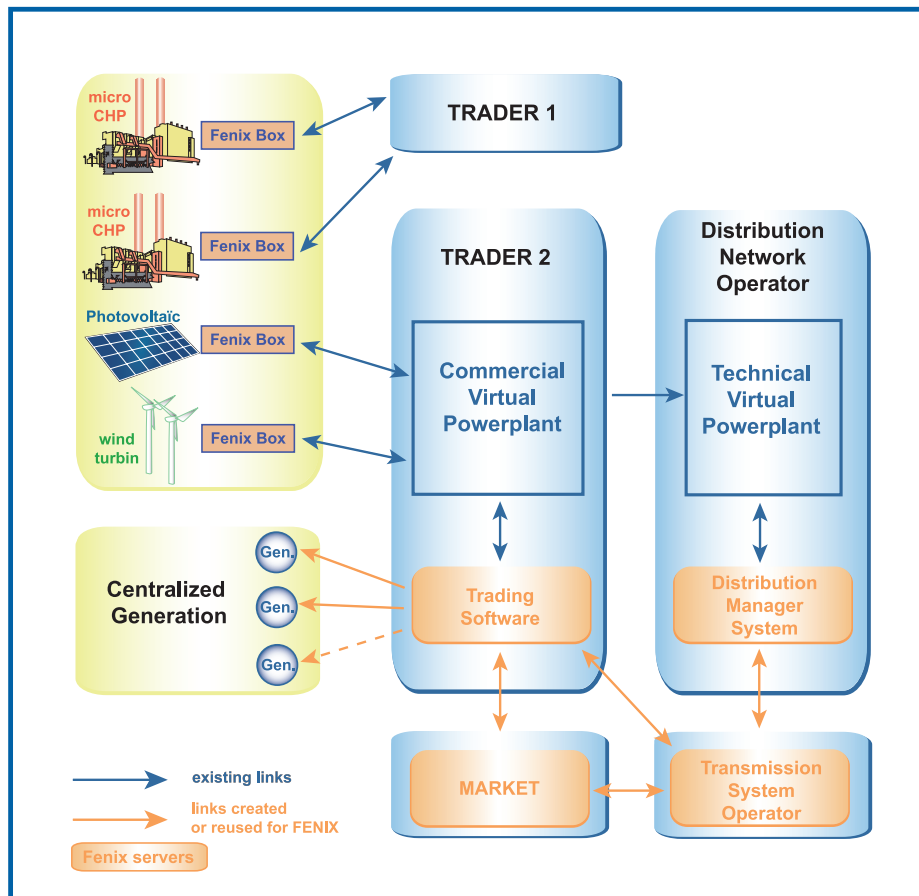 micro
CHP
Fenix Box
TRADER 1
micro
CHP
Fenix Box
TRADER 2
Distribution
Network
Operator
Photovoltaïc
Fenix Box
Commercial
Virtual
Powerplant
Technical
Virtual
Powerplant
wind
turbin
Fenix Box
Centralized
Generation
Gen.
Gen.
Gen.
Trading
Software
Distribution
Manager
System
MARKET
Transmission
System
Operator
existing links
links created
or reused for FENIX
Fenix servers